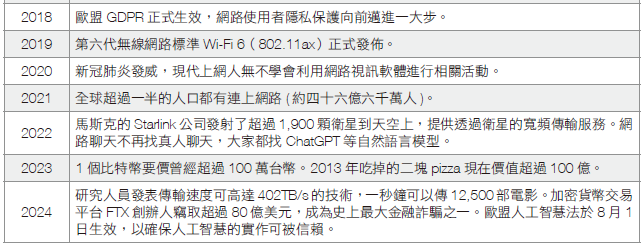 2018 歐盟 GDPR 正式生效，網路使用者隱私保護向前邁進一大步。
2019 第六代無線網路標準 Wi-Fi 6（802.11ax）正式發佈。
2020 新冠肺炎發威，現代上網人無不學會利用網路視訊軟體進行相關活動。
2021 全球超過一半的人口都有連上網路 ( 約四十六億六千萬人 )。
2022 馬斯克的 Starlink 公司發射了超過 1,900 顆衛星到天空上，提供透過衛星的寬頻傳輸服務。網
路聊天不再找真人聊天，大家都找 ChatGPT 等自然語言模型。
2023 1 個比特幣要價曾經超過 100 萬台幣。2013 年吃掉的二塊 pizza 現在價值超過 100 億。
2024 研究人員發表傳輸速度可高達 402TB/s 的技術，一秒鐘可以傳 12,500 部電影。加密貨幣交易
平台 FTX 創辦人竊取超過 80 億美元，成為史上最大金融詐騙之一。歐盟人工智慧法於 8 月 1
日生效，以確保人工智慧的實作可被信賴。